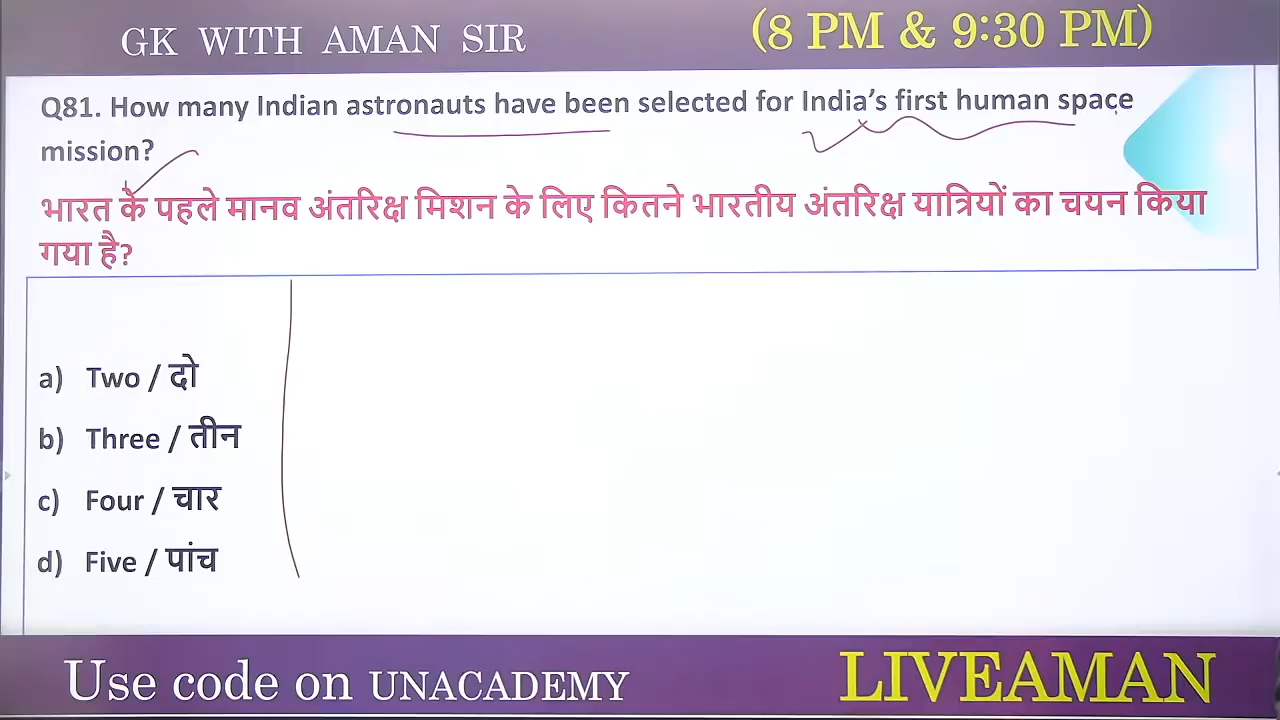 GK WITH AMAN SIR
(8 PM & 9:30 PM)
Q81. How many Indian astronauts have been selected for India's first human space
mission?
भारत के पहले मानव अंतरिक्ष मिशन के लिए कितने भारतीय अंतरिक्ष यात्रियों का चयन किया
गया है?
a) Two / दो
b) Three / तीन
c) Four / चार
d) Five / पांच
Use code on UNACADEMY
LIVEAMAN